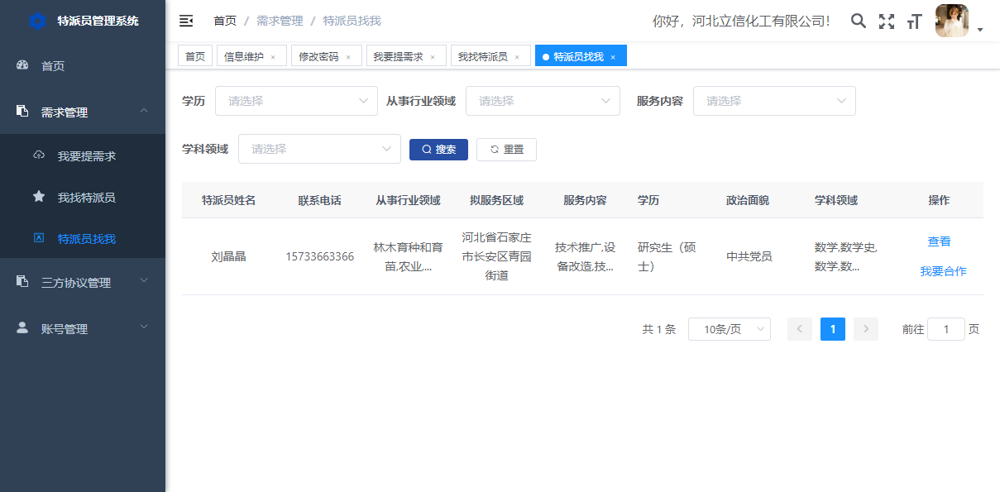 特派员管理系统
首页
需求管理
我要提需求
我找特派员
特派员找我
三方协议管理
账号管理
首页 / 需求管理 / 特派员找我
你好，河北立信化工有限公司！
首页 信息维护 × 修改密码 × 我要提需求 × 我找特派员 × 特派员找我 ×
学历 请选择 从事行业领域 请选择 服务内容 请选择
学科领域 请选择 搜索 重置
特派员姓名 联系电话 从事行业领域 拟服务区域 服务内容 学历 政治面貌 学科领域 操作
刘晶晶
15733663366
林木育种和育
苗,农业,...
河北省石家庄
市长安区青园
街道
技术推广,设
备改造,技...
研究生（硕
士）
中共党员
数学,数学史,
数学,数...
查看
我要合作
共 1 条 10条/页 1 前往 1 页